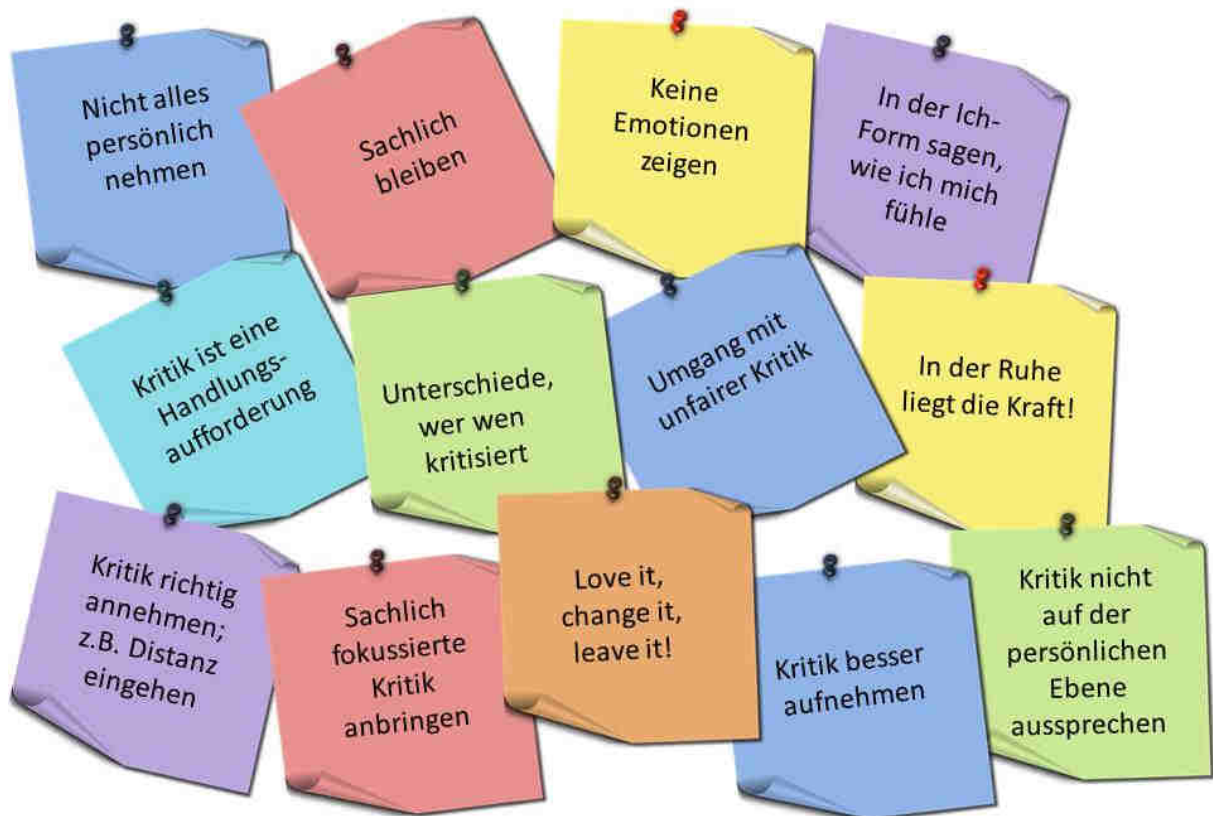 Nicht alles
persönlich
nehmen
Sachlich
bleiben
Keine
Emotionen
zeigen
In der Ich-
Form sagen,
wie ich mich
fühle
Kritik ist eine
Handlungs-
aufforderung
Unterschiede,
wer wen
kritisiert
Umgang mit
unfairer Kritik
In der Ruhe
liegt die Kraft!
Kritik richtig
annehmen;
z.B. Distanz
eingehen
Sachlich
fokussierte
Kritik
anbringen
Love it,
change it,
leave it!
Kritik besser
aufnehmen
Kritik nicht
auf der
persönlichen
Ebene
aussprechen